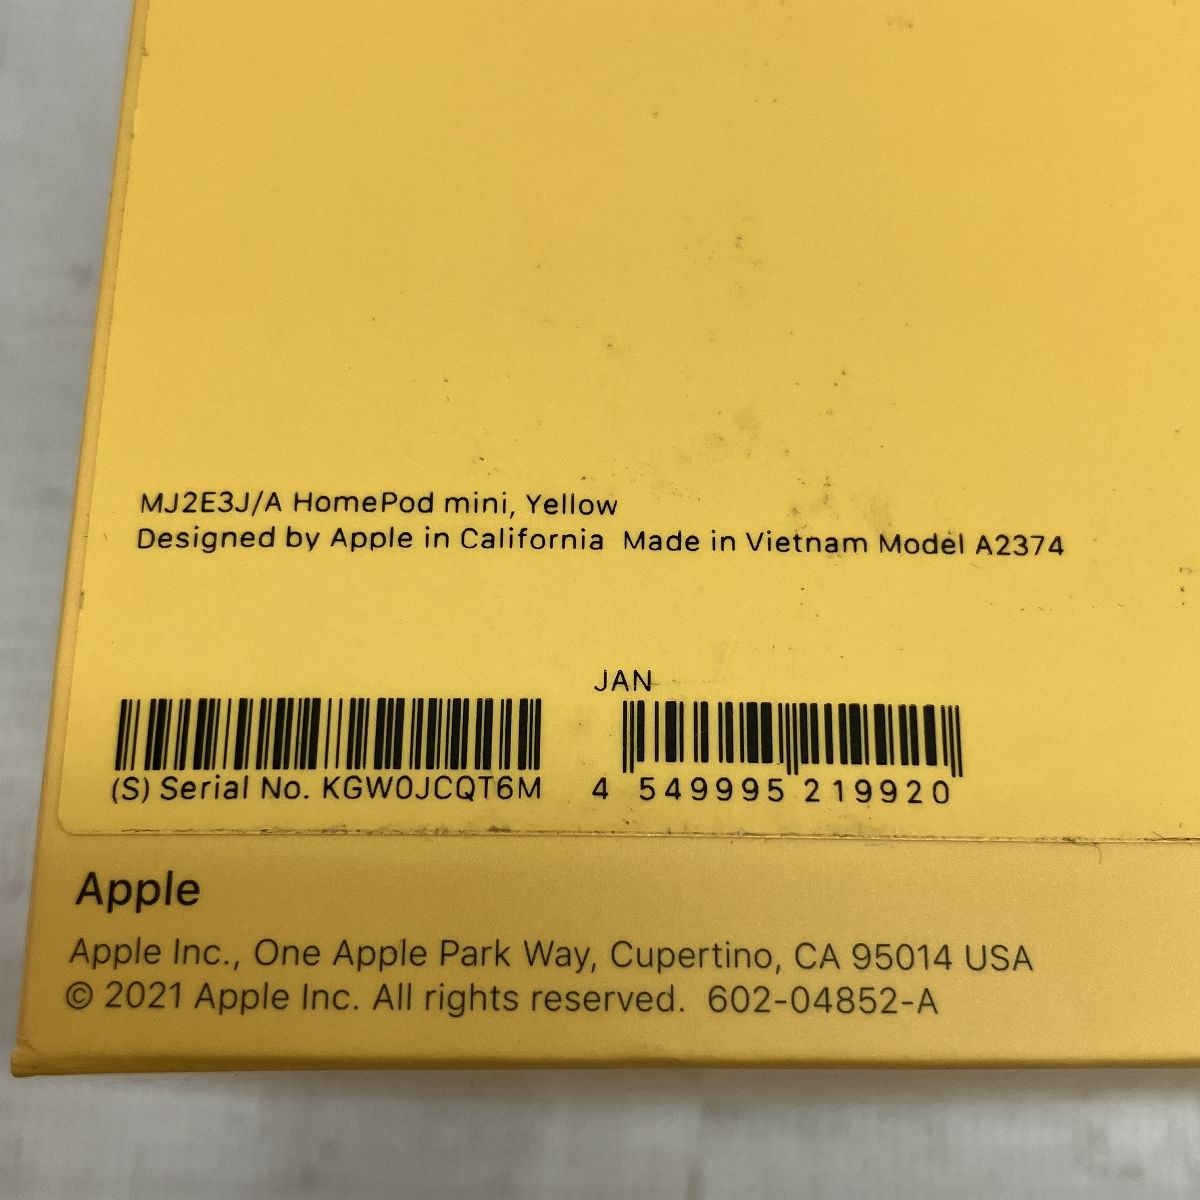 MJ2E3J/A HomePod mini, Yellow
Designed by Apple in California Made in Vietnam Model A2374
JAN
(S) Serial No. KGW0JCQT6M
4 549995 219920
Apple
Apple Inc., One Apple Park Way, Cupertino, CA 95014 USA
© 2021 Apple Inc. All rights reserved. 602-04852-A